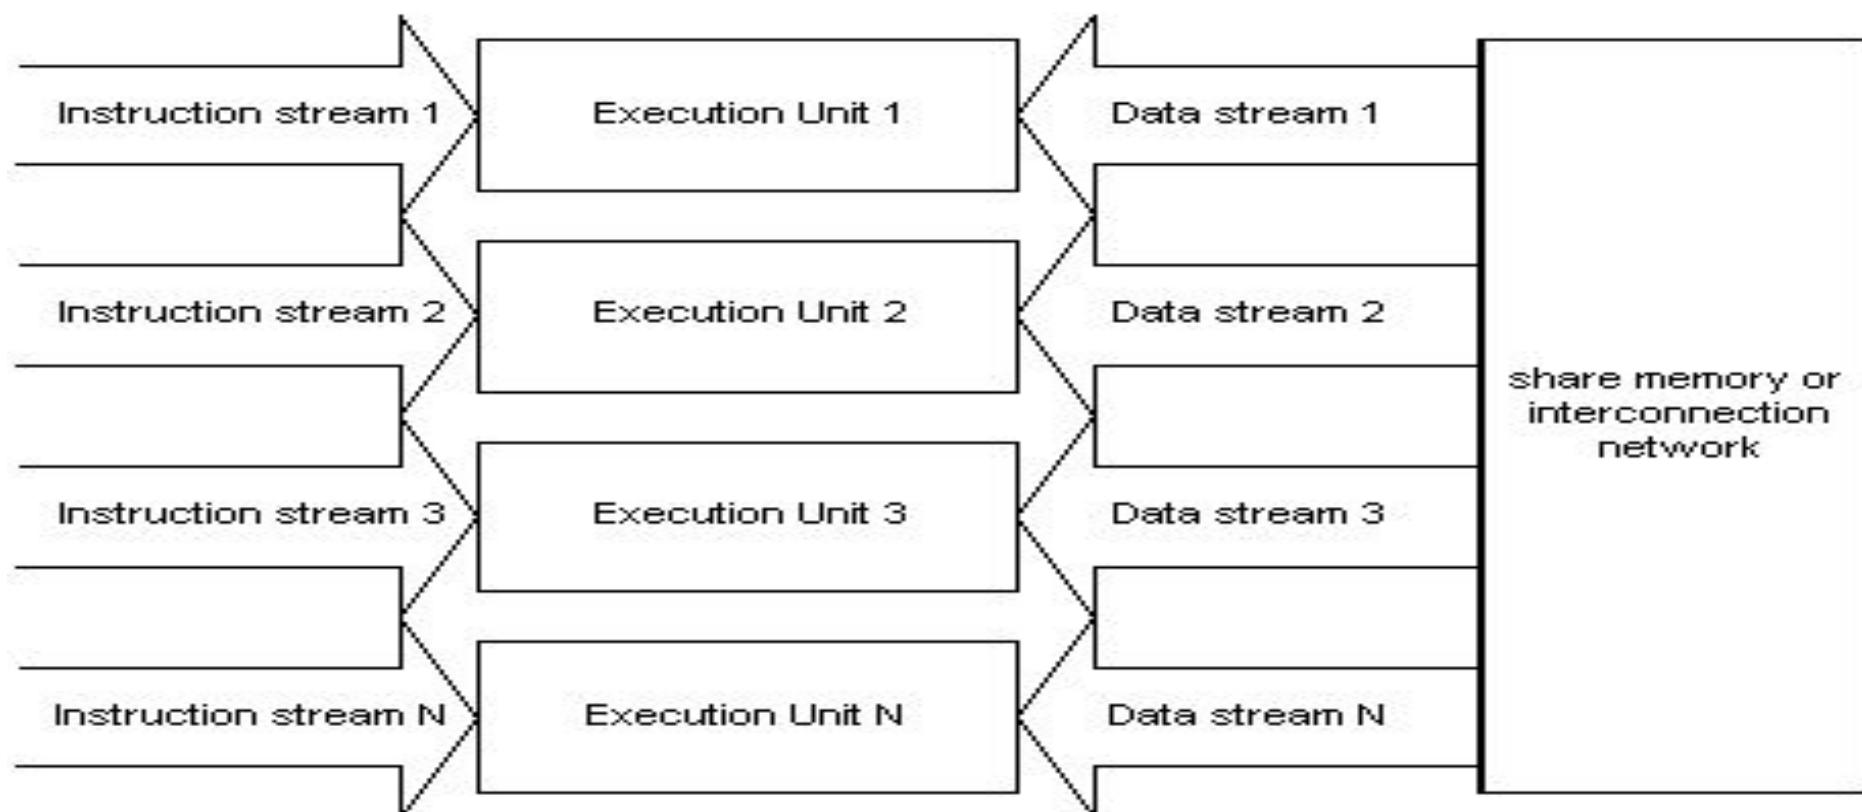 Instruction stream 1
Execution Unit 1
Data stream 1
Instruction stream 2
Execution Unit 2
Data stream 2
share memory or
interconnection
network
Instruction stream 3
Execution Unit 3
Data stream 3
Instruction stream N
Execution Unit N
Data stream N